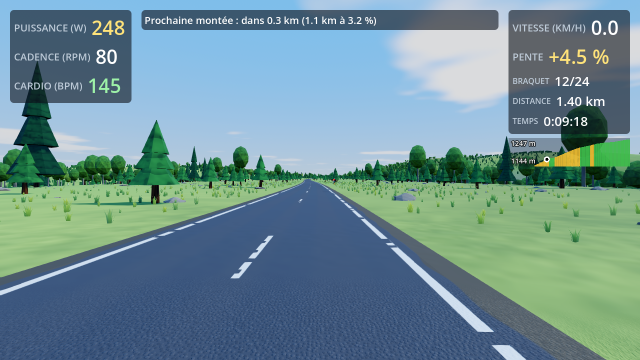 PUISSANCE (W) 248
CADENCE (RPM) 80
CARDIO (BPM) 145
Prochaine montée : dans 0.3 km (1.1 km à 3.2 %)
VITESSE (KM/H) 0.0
PENTE +4.5 %
BRAQUET 12/24
DISTANCE 1.40 km
TEMPS 0:09:18
1247 m
1144 m